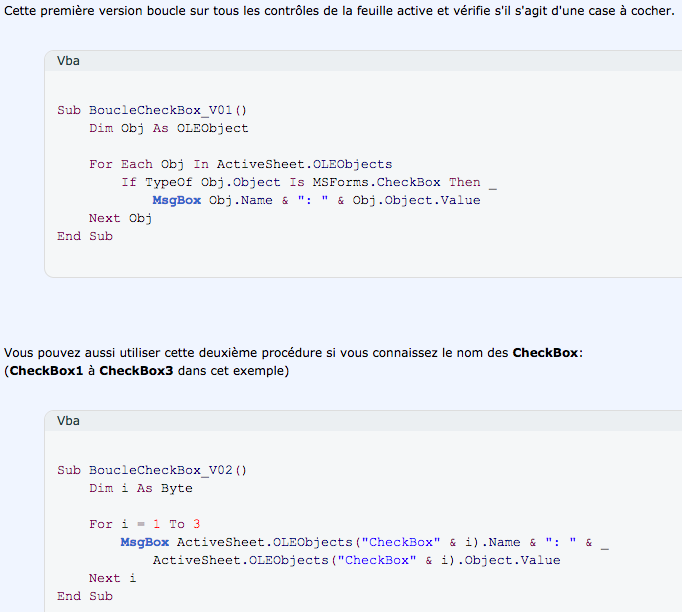 Cette première version boucle sur tous les contrôles de la feuille active et vérifie s'il s'agit d'une case à cocher.
Vba
Sub BoucleCheckBox_V01()
    Dim Obj As OLEObject
    For Each Obj In ActiveSheet.OLEObjects
        If TypeOf Obj.Object Is MSForms.CheckBox Then _
            MsgBox Obj.Name & ": " & Obj.Object.Value
    Next Obj
End Sub
Vous pouvez aussi utiliser cette deuxième procédure si vous connaissez le nom des CheckBox:
(CheckBox1 à CheckBox3 dans cet exemple)
Vba
Sub BoucleCheckBox_V02()
    Dim i As Byte
    For i = 1 To 3
        MsgBox ActiveSheet.OLEObjects("CheckBox" & i).Name & ": " & _
            ActiveSheet.OLEObjects("CheckBox" & i).Object.Value
    Next i
End Sub